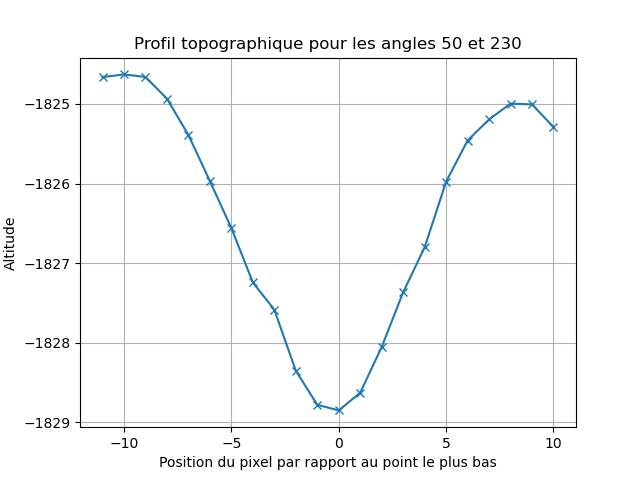 Profil topographique pour les angles 50 et 230
−1825
−1826
−1827
−1828
−1829
Altitude
−10 −5 0 5 10
Position du pixel par rapport au point le plus bas